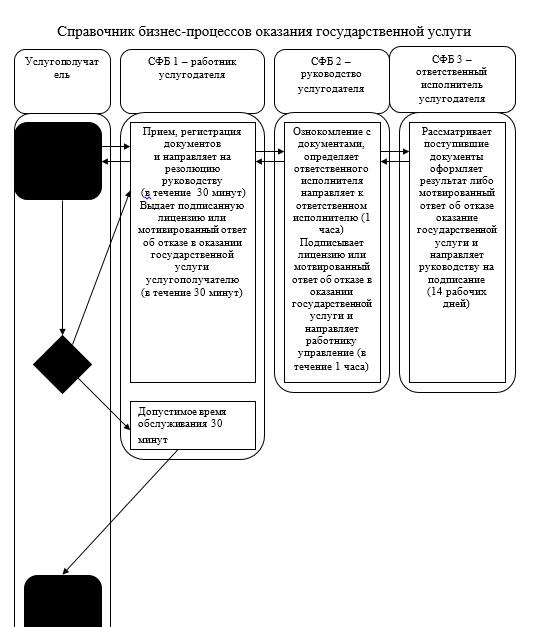 Справочник бизнес-процессов оказания государственной услуги
Услугополучат
ель
СФБ 1 – работник
услугодателя
СФБ 2 –
руководство
услугодателя
СФБ 3 –
ответственный
исполнитель
услугодателя
Прием, регистрация
документов
и направляет на
резолюцию
руководству
(в течение 30 минут)
Выдает подписанную
лицензию или
мотивированный ответ
об отказе в оказании
государственной
услуги
услугополучателю
(в течение 30 минут)
Ознокомление с
документами,
определяет
ответственного
исполнителя
направляет к
ответственном
исполнителю (1
часа)
Подписывает
лицензию или
мотвированный
ответ об отказе в
оказании
государственной
услуги и
направляет
работнику
управление (в
течение 1 часа)
Рассматривает
поступившие
документы
оформляет
результат либо
мотвированный
ответ об отказе
оказание
государственной
услуги и
направляет
руководству на
подписание
(14 рабочих
дней)
Допустимое время
обслуживания 30
минут